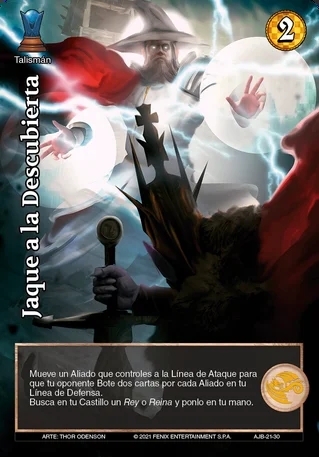 2
Talismán
Jaque a la Descubierta
Mueve un Aliado que controles a la Línea de Ataque para
que tu oponente Bote dos cartas por cada Aliado en tu
Línea de Defensa.
Busca en tu Castillo un Rey o Reina y ponlo en tu mano.
ARTE: THOR ODENSON © 2021 FENIX ENTERTAINMENT S.P.A. AJB-21-30